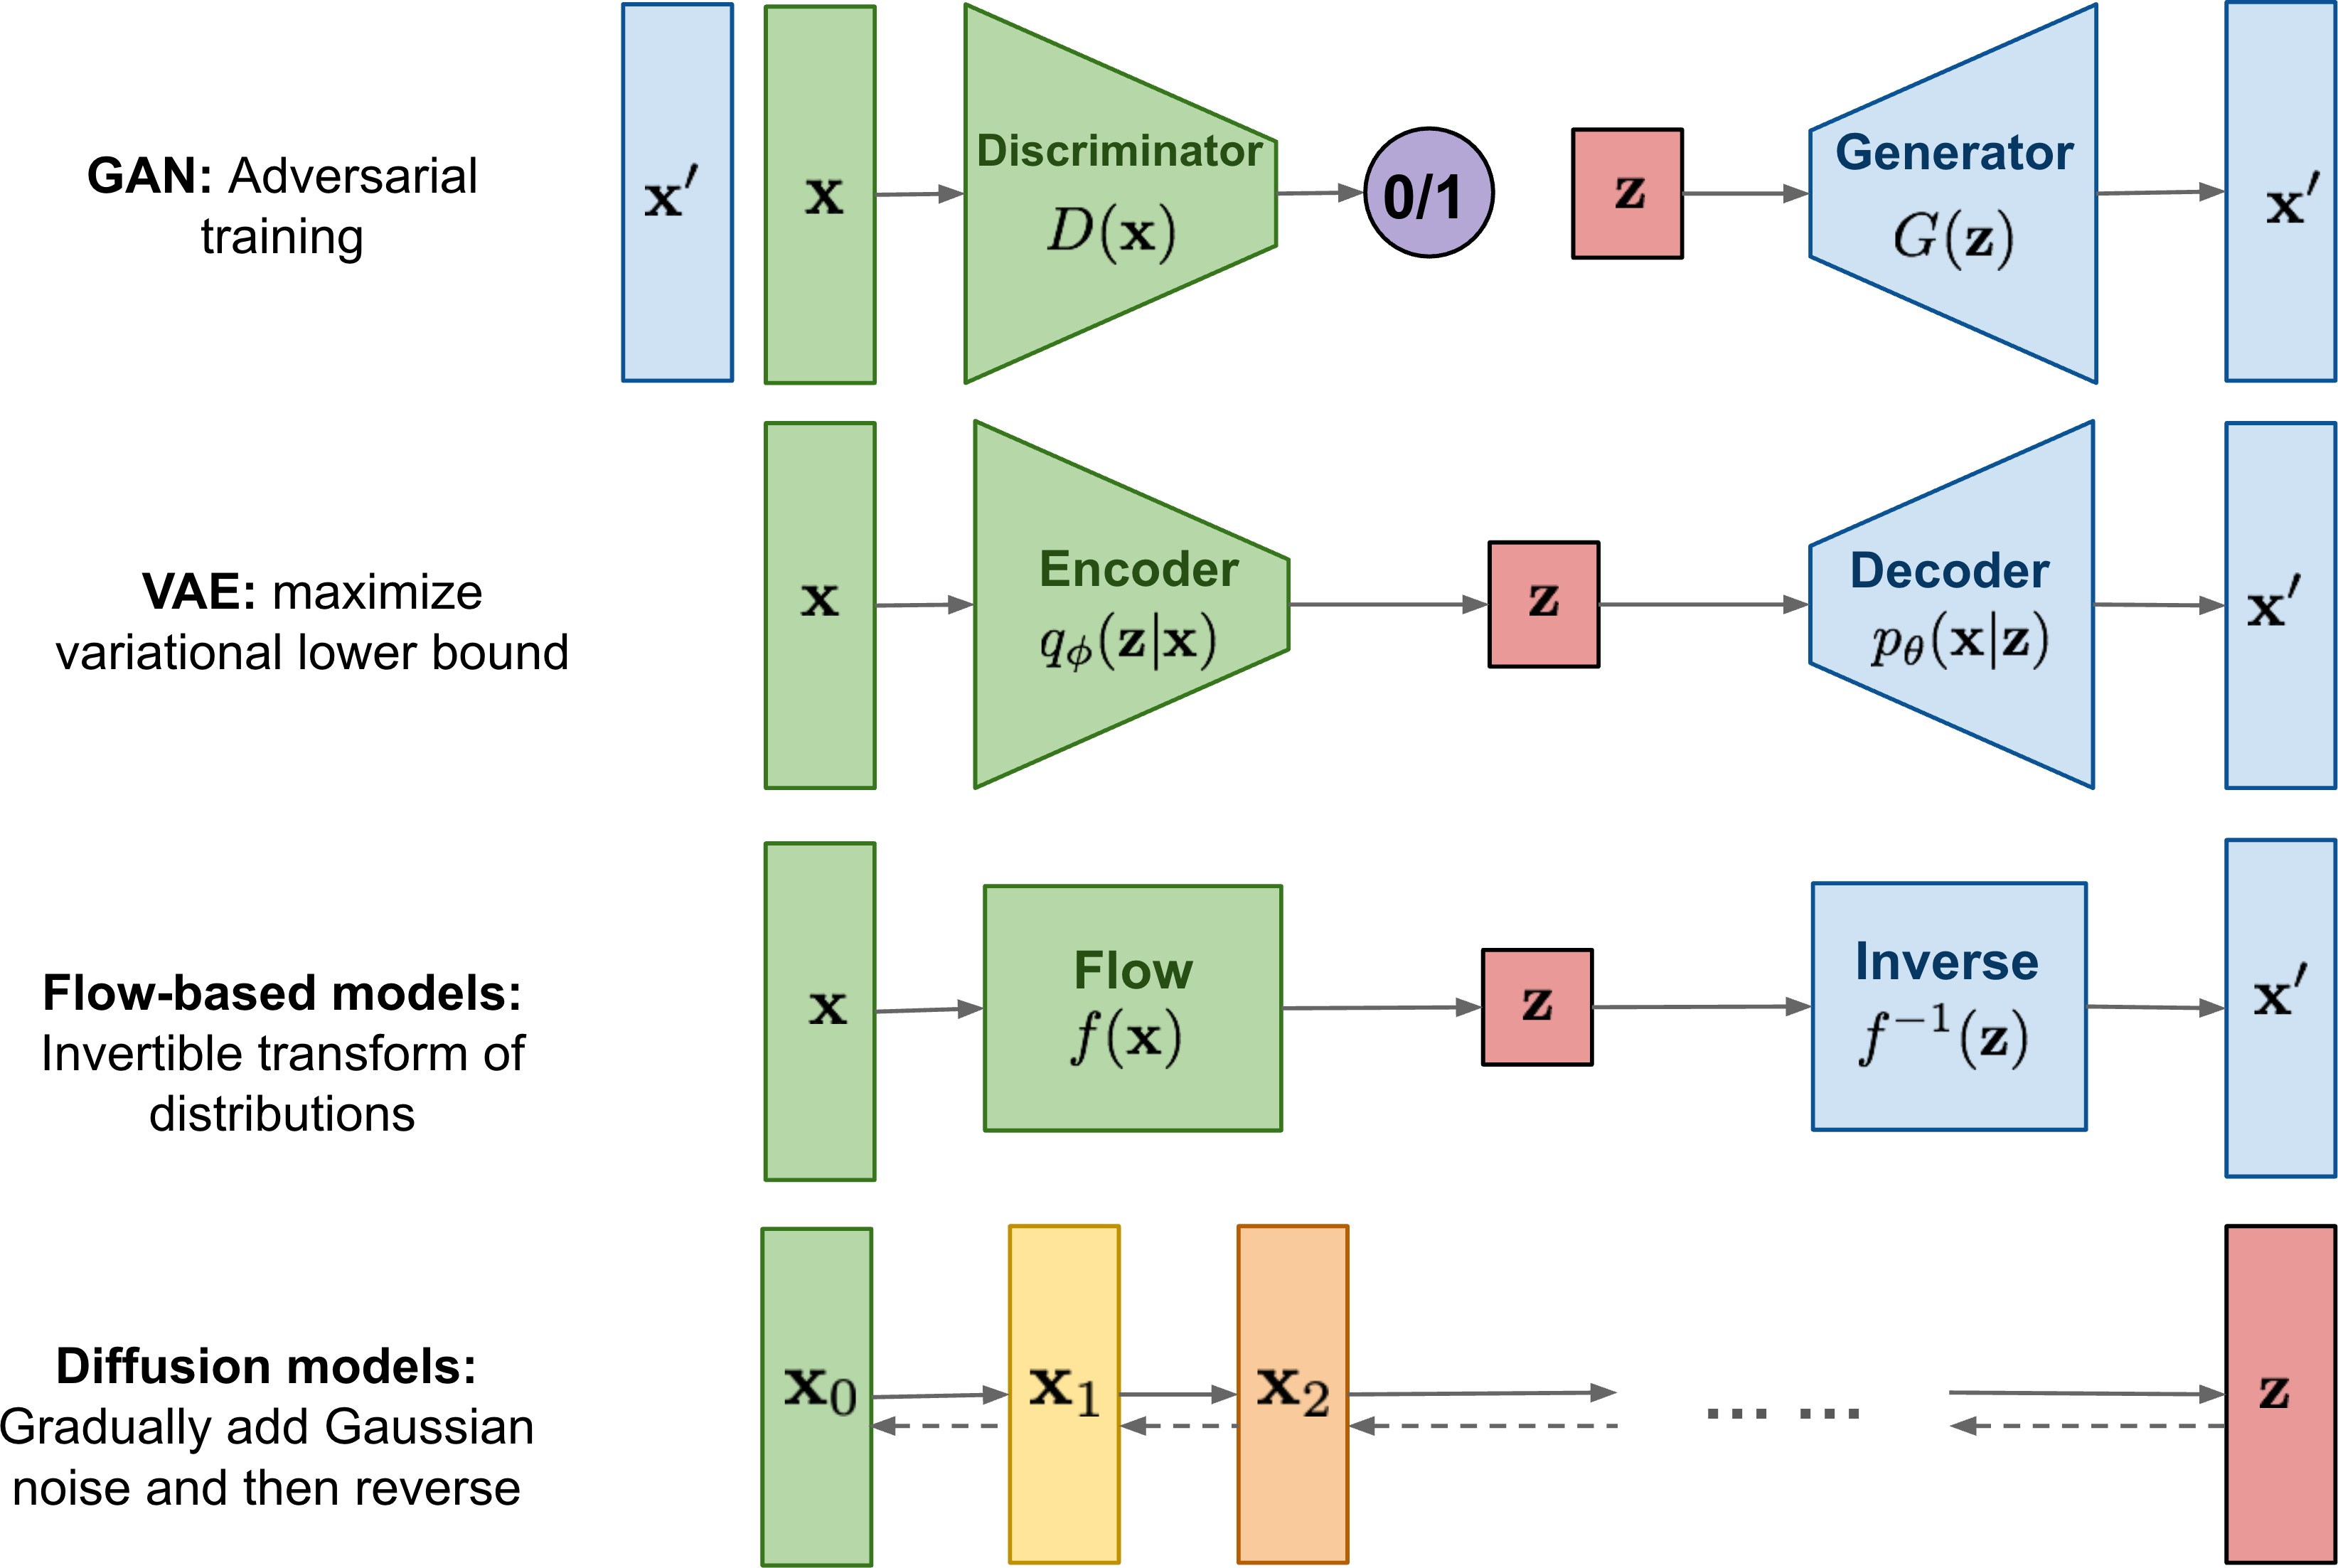 GAN: Adversarial
training
x′
x
Discriminator
D(x)
0/1
z
Generator
G(z)
x′
VAE: maximize
variational lower bound
x
Encoder
qϕ(z|x)
z
Decoder
pθ(x|z)
x′
Flow-based models:
Invertible transform of
distributions
x
Flow
f(x)
z
Inverse
f⁻¹(z)
x′
Diffusion models:
Gradually add Gaussian
noise and then reverse
x₀
x₁
x₂
... ...
z